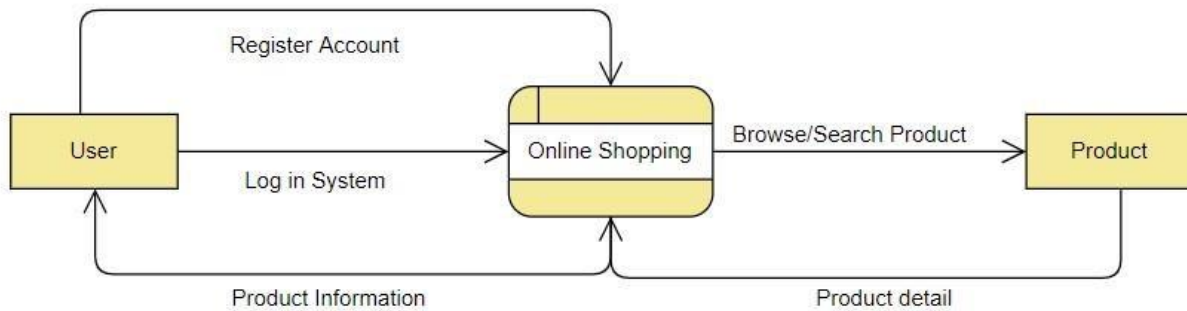 Register Account
User
Online Shopping
Browse/Search Product
Product
Log in System
Product Information
Product detail